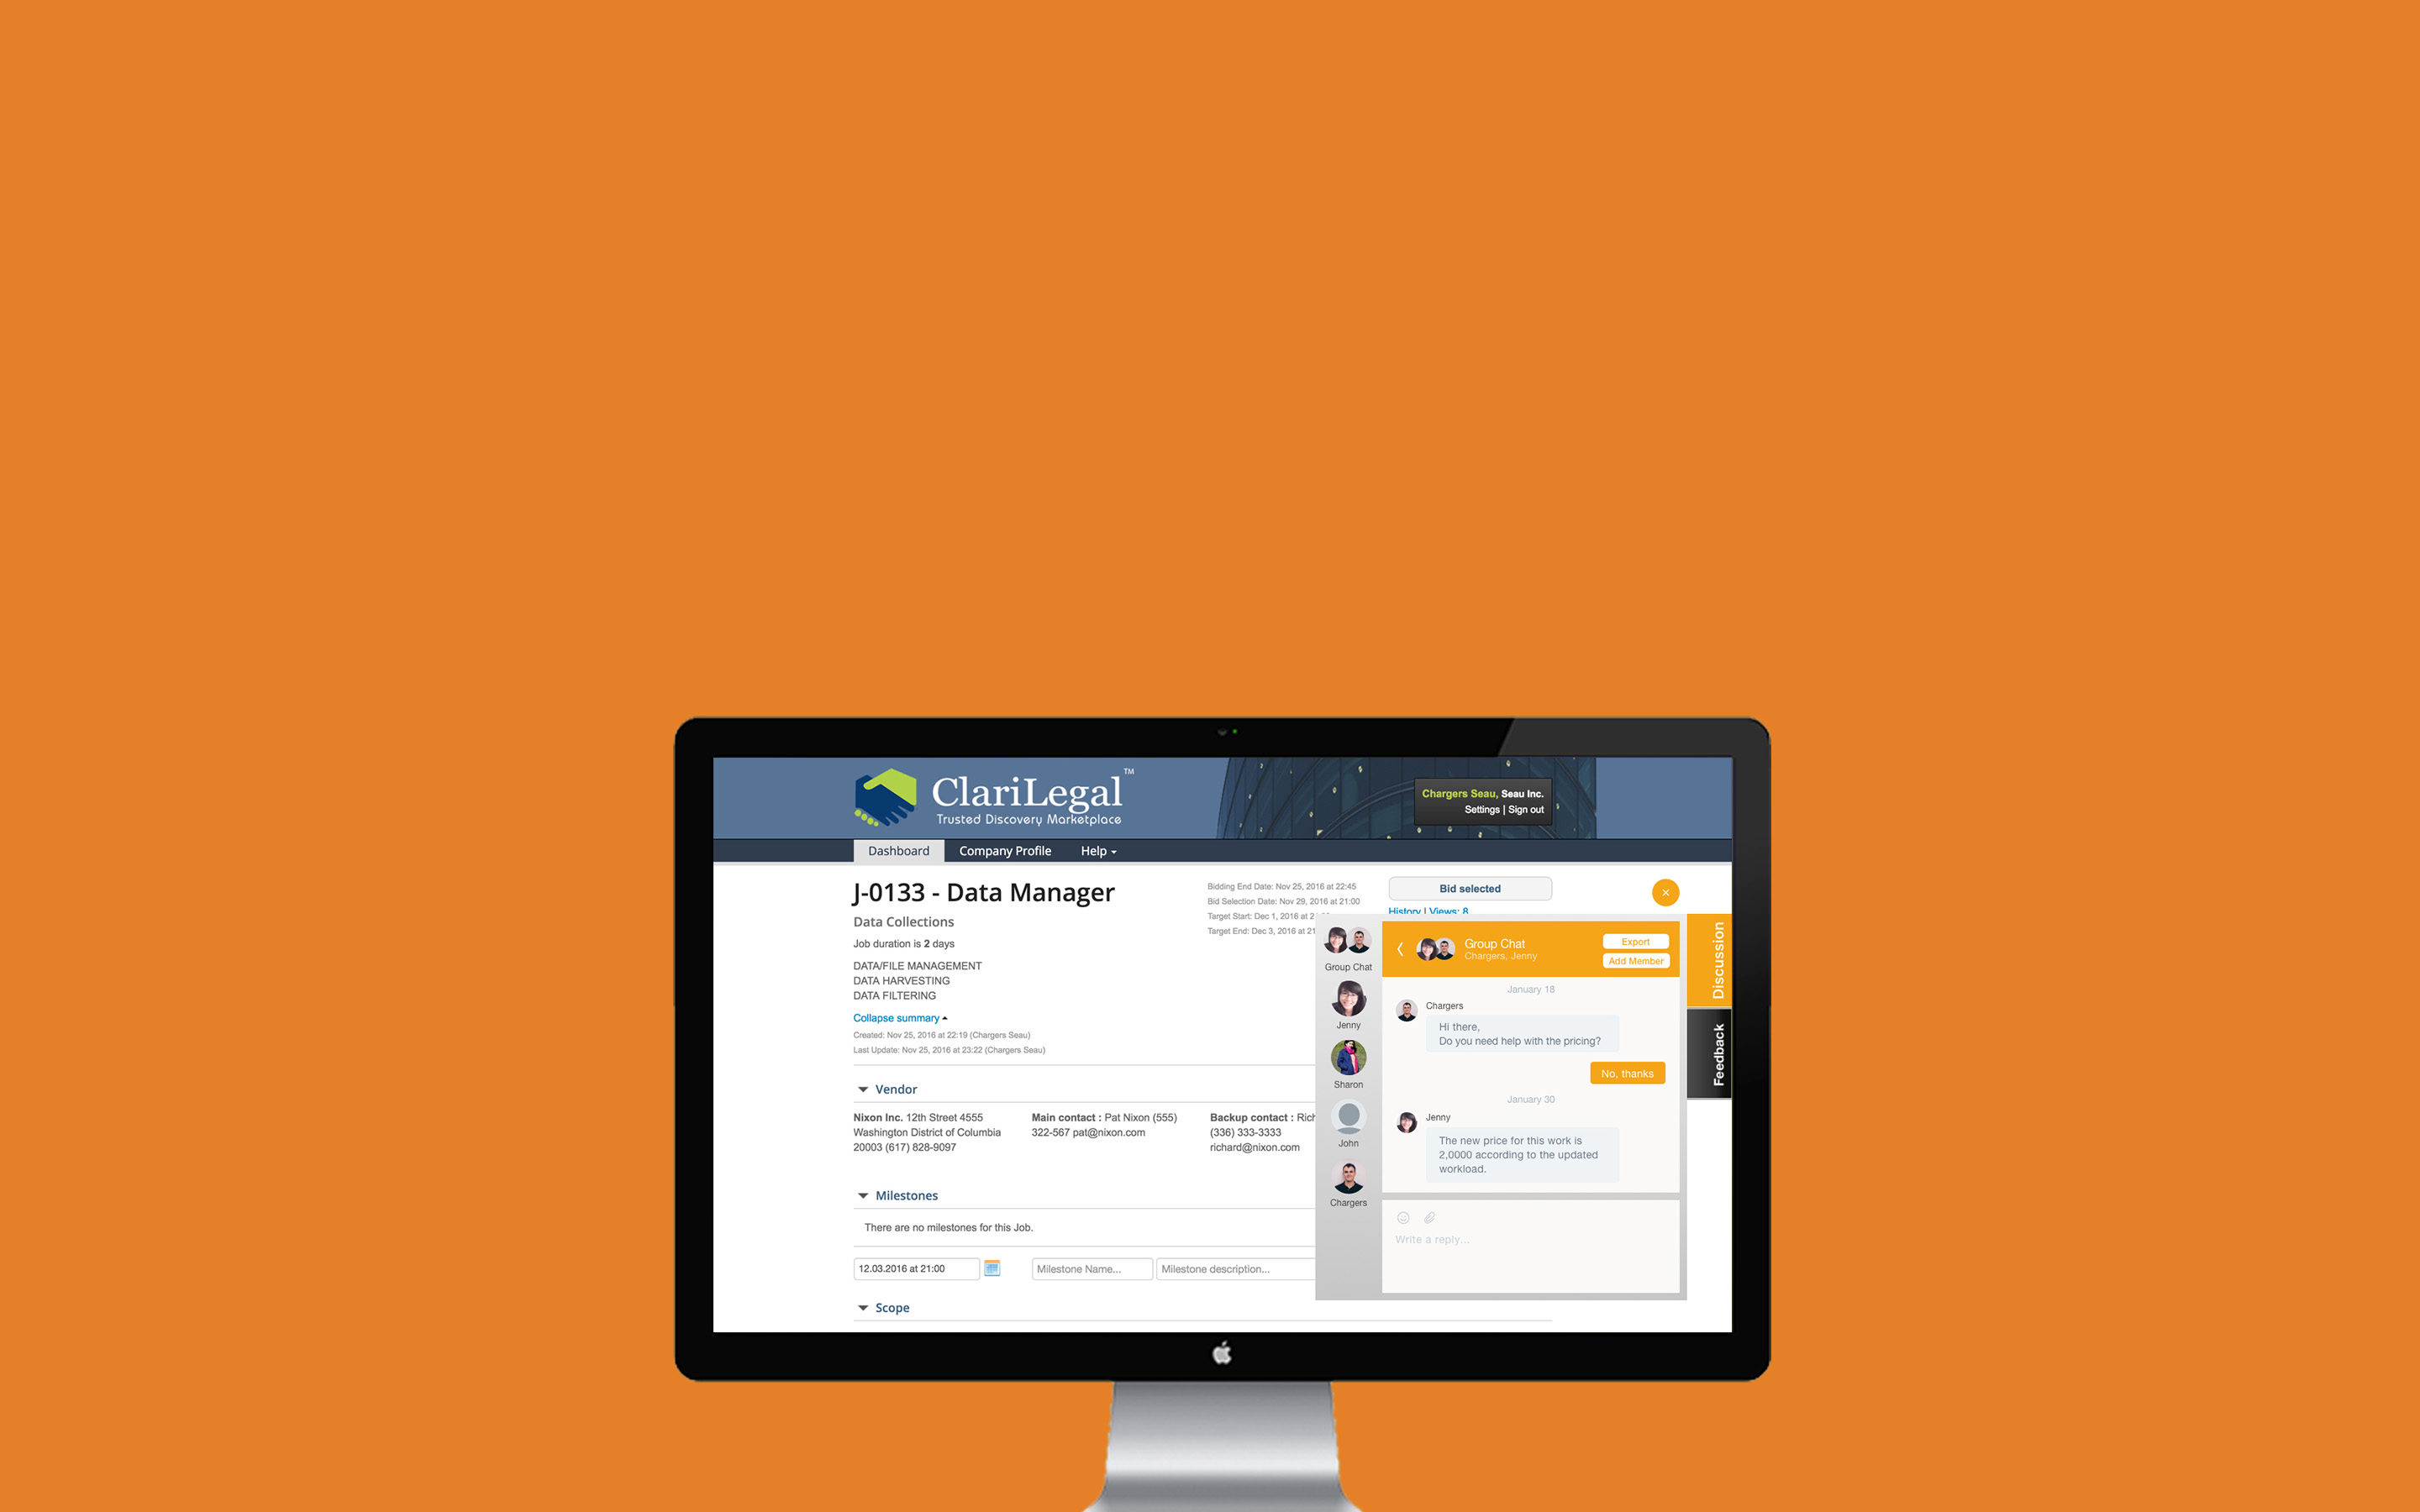 ClariLegal™
Trusted Discovery Marketplace
Chargers Seau, Seau Inc.
Settings | Sign out
Dashboard
Company Profile
Help
J-0133 - Data Manager
Data Collections
Job duration is 2 days
DATA/FILE MANAGEMENT
DATA HARVESTING
DATA FILTERING
Collapse summary
Created: Nov 25, 2016 at 22:19 (Chargers Seau)
Last Update: Nov 25, 2016 at 23:22 (Chargers Seau)
Bidding End Date: Nov 25, 2016 at 22:45
Bid Selection Date: Nov 29, 2016 at 21:00
Target Start: Dec 1, 2016 at
Target End: Dec 3, 2016 at 21
Bid selected
History | Views: 8
×
Vendor
Nixon Inc. 12th Street 4555
Washington District of Columbia
20003 (617) 828-9097
Main contact : Pat Nixon (555)
322-567 pat@nixon.com
Backup contact : Rich
(336) 333-3333
richard@nixon.com
Milestones
There are no milestones for this Job.
12.03.2016 at 21:00
Milestone Name...
Milestone description...
Scope
Group Chat
Jenny
Sharon
John
Chargers
Group Chat
Chargers, Jenny
Export
Add Member
January 18
Chargers
Hi there,
Do you need help with the pricing?
No, thanks
January 30
Jenny
The new price for this work is
2,0000 according to the updated
workload.
Write a reply...
Discussion
Feedback